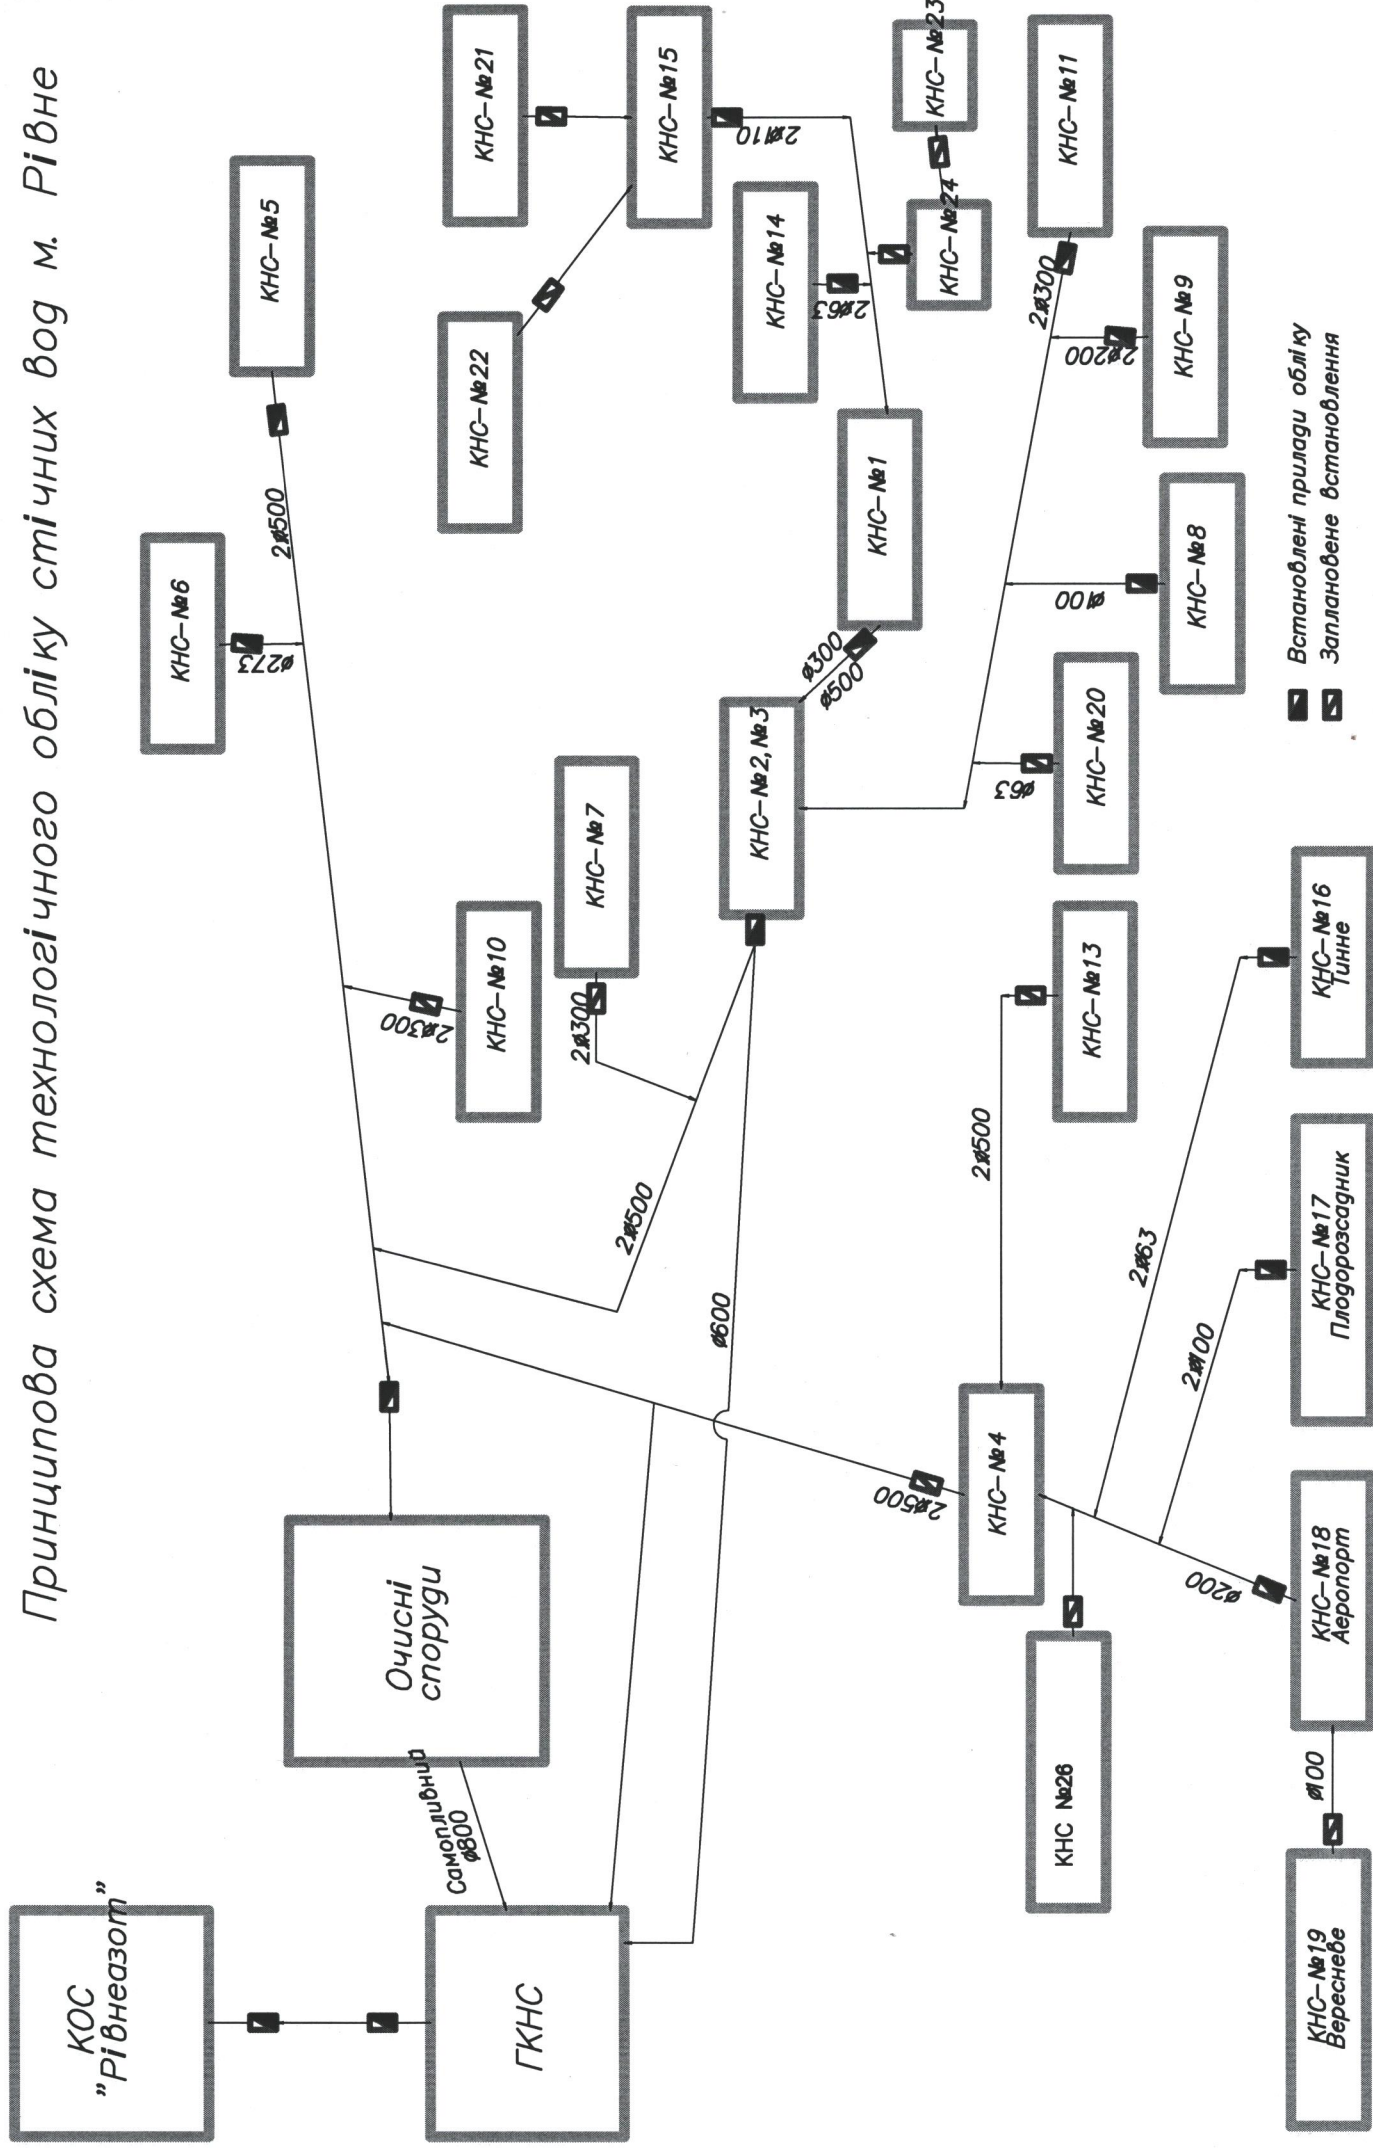 Принципова схема технологічного обліку стічних вод м. Рівне
КОС
"Рівнеазот"
ГКНС
Самопливний
ø800
Очисні
споруди
КНС-№6
ø273
КНС-№5
2ø500
КНС-№10
2ø300
КНС-№7
2ø300
КНС-№22
КНС-№21
КНС-№15
2ø110
КНС-№14
2ø63
КНС-№24
КНС-№23
КНС-№1
ø300
ø500
КНС-№2,№3
2ø500
ø600
КНС-№11
2ø300
КНС-№9
2ø200
КНС-№8
ø100
КНС-№20
ø63
КНС-№13
2ø500
КНС-№4
2ø500
КНС №26
КНС-№19
Вересневе
ø100
КНС-№18
Аеропорт
ø200
КНС-№17
Плодорозсадник
2ø100
КНС-№16
Тинне
2ø63
Встановлені прилади обліку
Заплановене встановлення